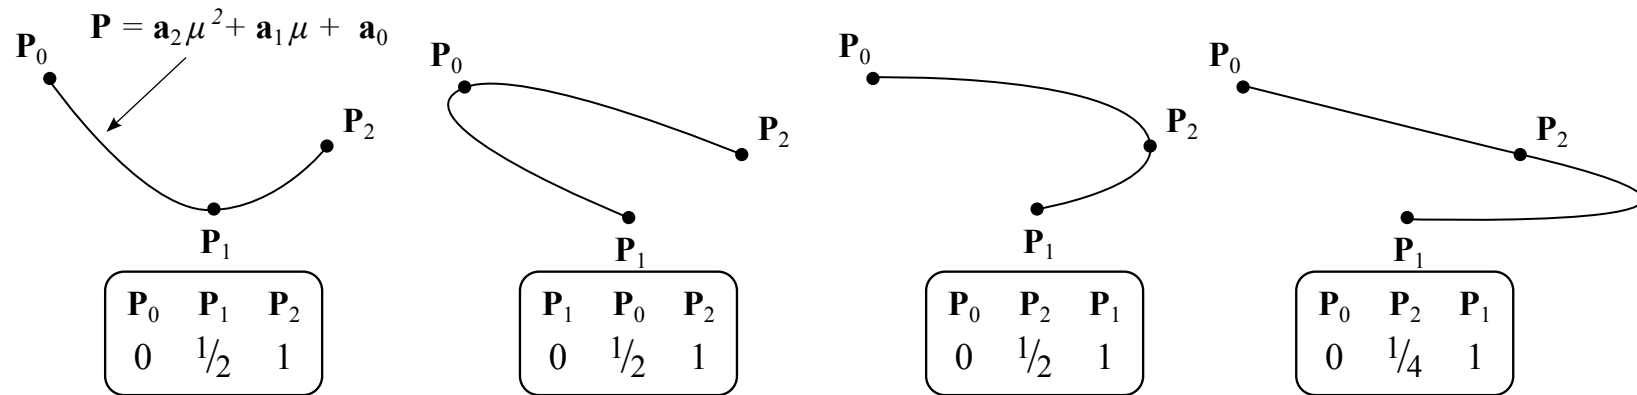 P = a₂μ² + a₁μ + a₀
P₀
P₂
P₁
P₀ P₁ P₂
0 1/2 1
P₀
P₂
P₁
P₁ P₀ P₂
0 1/2 1
P₀
P₂
P₁
P₀ P₂ P₁
0 1/2 1
P₀
P₂
P₁
P₀ P₂ P₁
0 1/4 1